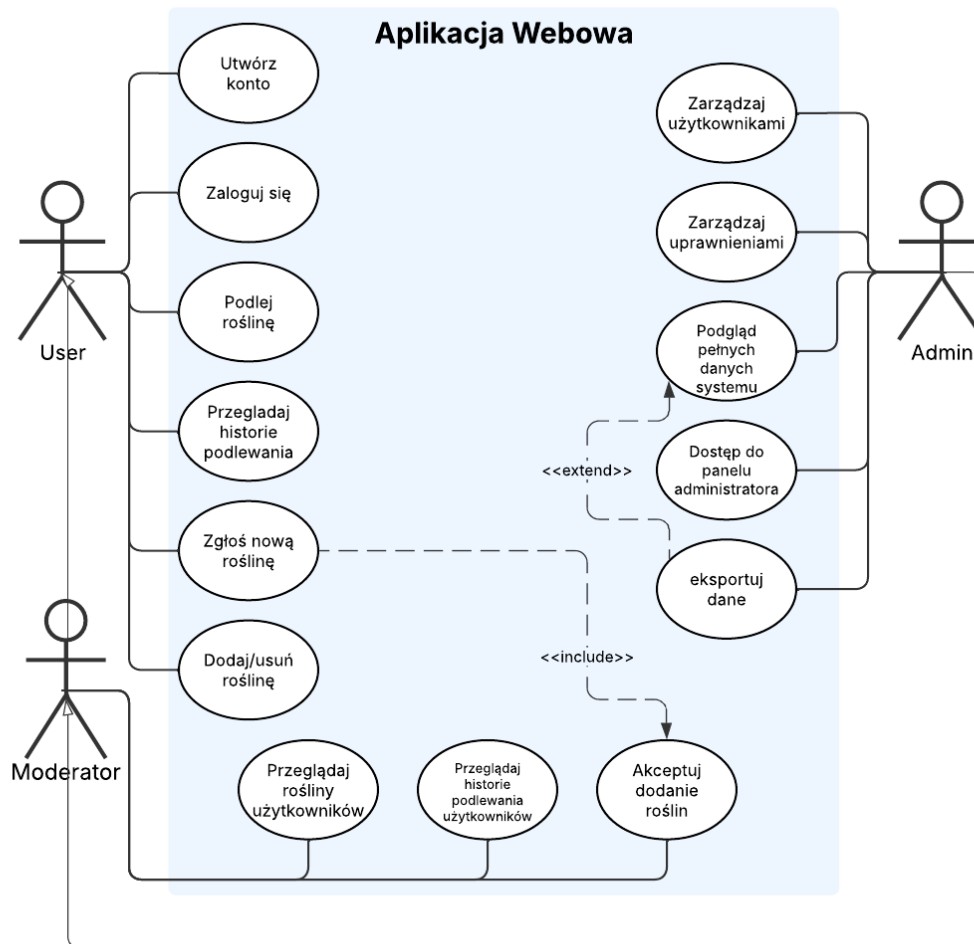 Aplikacja Webowa
Utwórz
konto
Zaloguj się
Podlej
roślinę
Przegladaj
historie
podlewania
Zgłoś nową
roślinę
Dodaj/usuń
roślinę
User
Moderator
Zarządzaj
użytkownikami
Zarządzaj
uprawnieniami
Podgląd
pełnych
danych
systemu
<<extend>>
Dostęp do
panelu
administratora
eksportuj
dane
Admin
<<include>>
Przeglądaj
rośliny
użytkowników
Przeglądaj
historie
podlewania
użytkowników
Akceptuj
dodanie
roślin